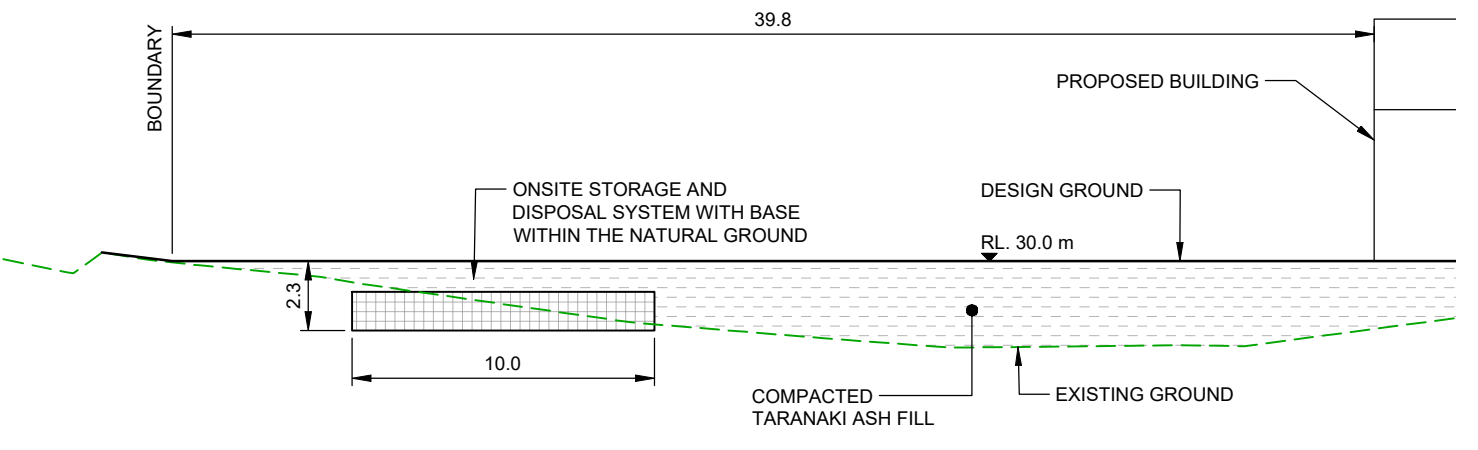 39.8
BOUNDARY
PROPOSED BUILDING
ONSITE STORAGE AND
DISPOSAL SYSTEM WITH BASE
WITHIN THE NATURAL GROUND
DESIGN GROUND
RL. 30.0 m
2.3
10.0
COMPACTED
TARANAKI ASH FILL
EXISTING GROUND